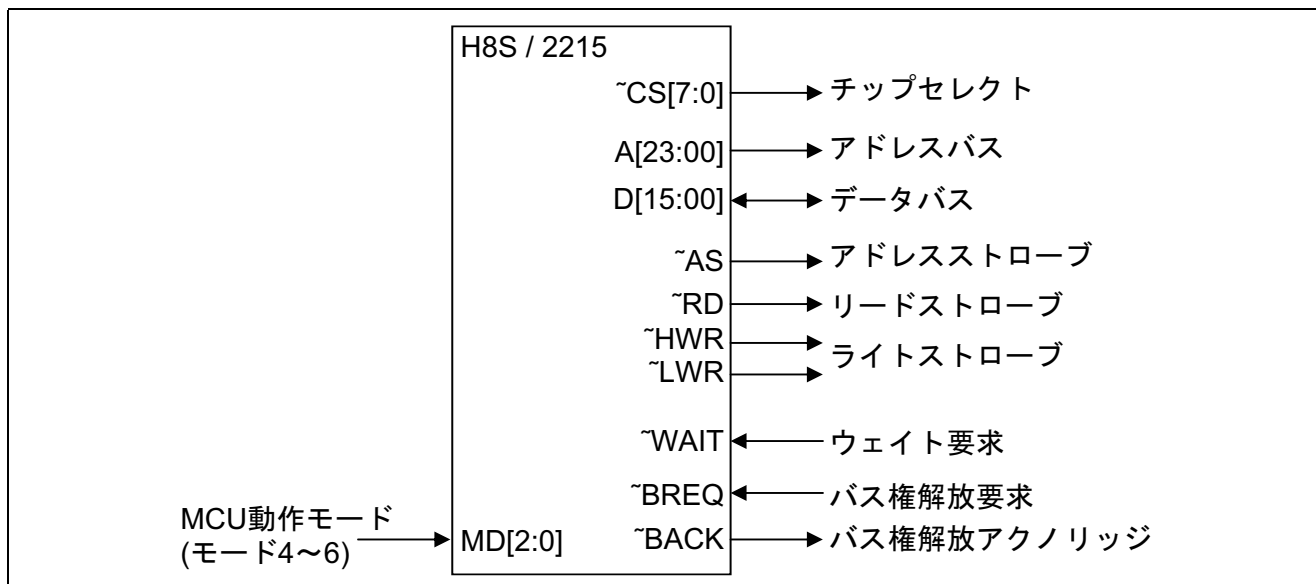 H8S / 2215
~CS[7:0] チップセレクト
A[23:00] アドレスバス
D[15:00] データバス
~AS アドレスストローブ
~RD リードストローブ
~HWR
ライトストローブ
~LWR
~WAIT ウェイト要求
~BREQ バス権解放要求
MCU動作モード
(モード4～6)
MD[2:0] ~BACK バス権解放アクノリッジ